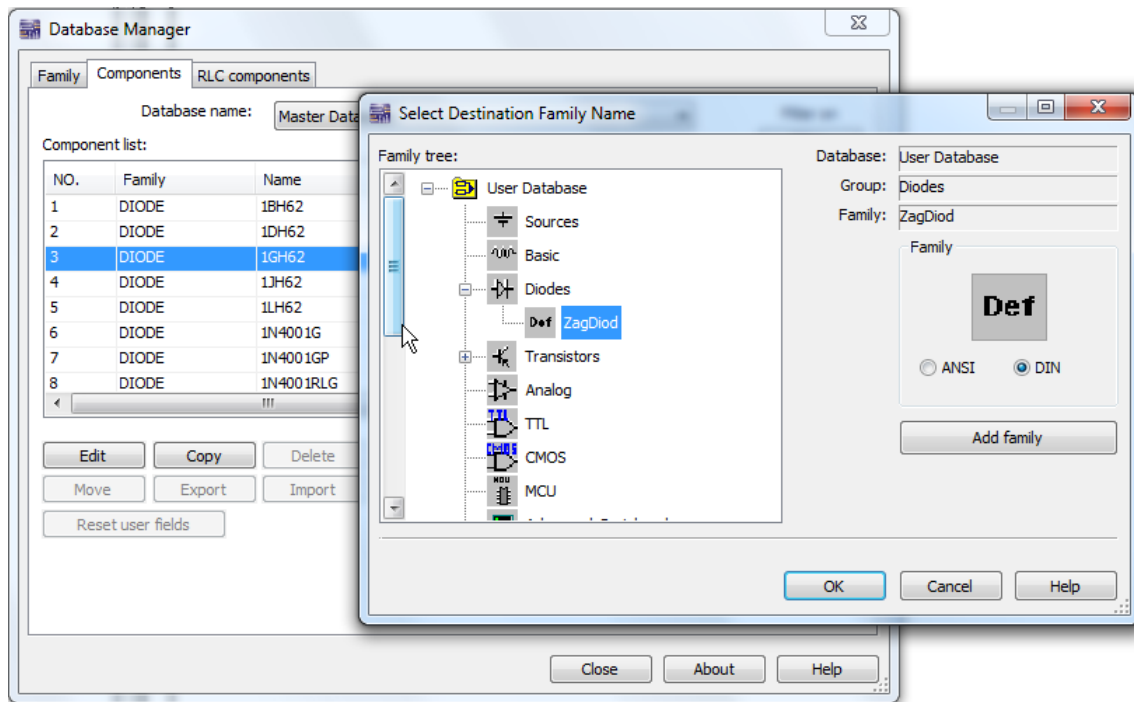 Database Manager
Family Components RLC components
Database name: Master Data
Component list:
NO. Family Name
1 DIODE 1BH62
2 DIODE 1DH62
3 DIODE 1GH62
4 DIODE 1JH62
5 DIODE 1LH62
6 DIODE 1N4001G
7 DIODE 1N4001GP
8 DIODE 1N4001RLG
Edit Copy Delete
Move Export Import
Reset user fields
Close About Help
Select Destination Family Name
Family tree:
User Database
Sources
Basic
Diodes
Def ZagDiod
Transistors
Analog
TTL TTL
CMOS CMOS
MCU MCU
Database: User Database
Group: Diodes
Family: ZagDiod
Family
Def
ANSI DIN
Add family
OK Cancel Help